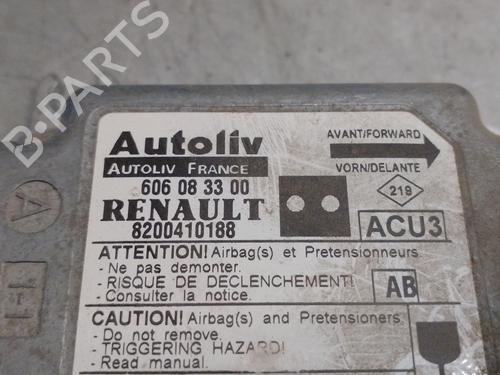 B-PARTS
Autoliv
AUTOLIV FRANCE
606 08 33 00
RENAULT
8200410188
AVANT/FORWARD
VORN/DELANTE
219
ACU3
ATTENTION! Airbag(s) et Pretensionneurs.
- Ne pas demonter.
- RISQUE DE DECLENCHEMENT!
- Consulter la notice.
AB
CAUTION! Airbag(s) and Pretensioners.
- Do not remove.
- TRIGGERING HAZARD!
- Read manual.
A